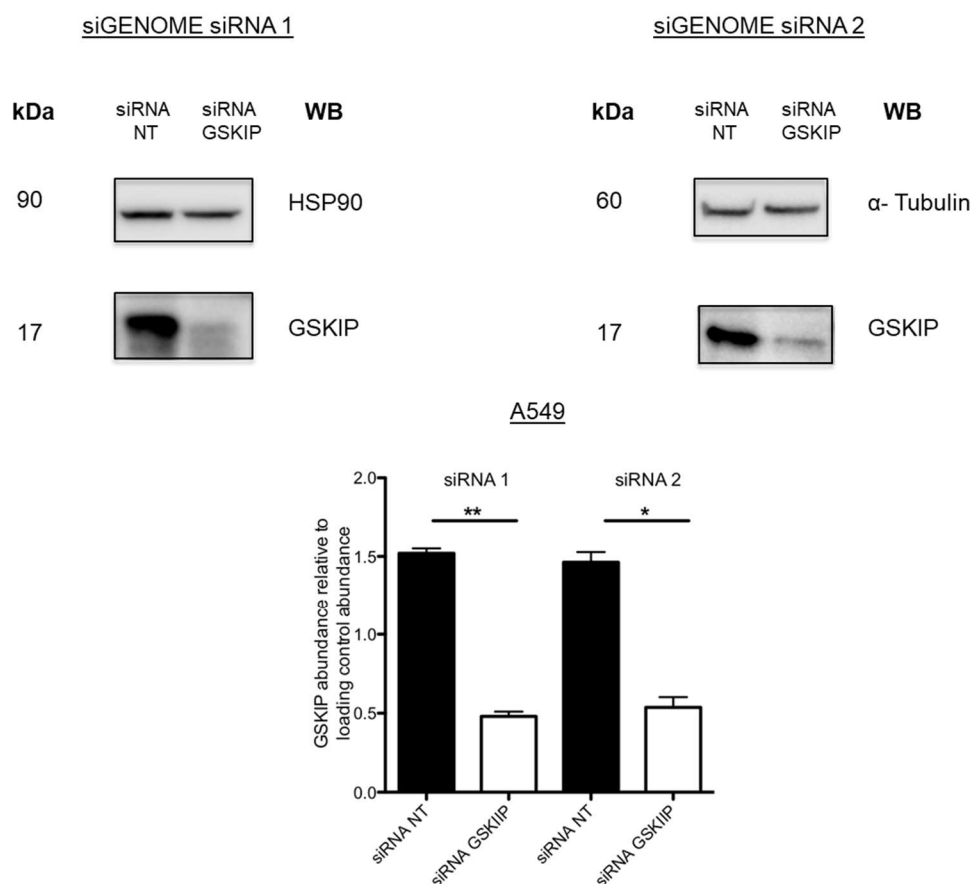 siGENOME siRNA 1
kDa
siRNA NT
siRNA GSKIP
WB
90
HSP90
17
GSKIP
siGENOME siRNA 2
kDa
siRNA NT
siRNA GSKIP
WB
60
α- Tubulin
17
GSKIP
A549
GSKIP abundance relative to
loading control abundance
2.0
1.5
1.0
0.5
0.0
siRNA 1
**
siRNA 2
*
siRNA NT
siRNA GSKIIP
siRNA NT
siRNA GSKIIP